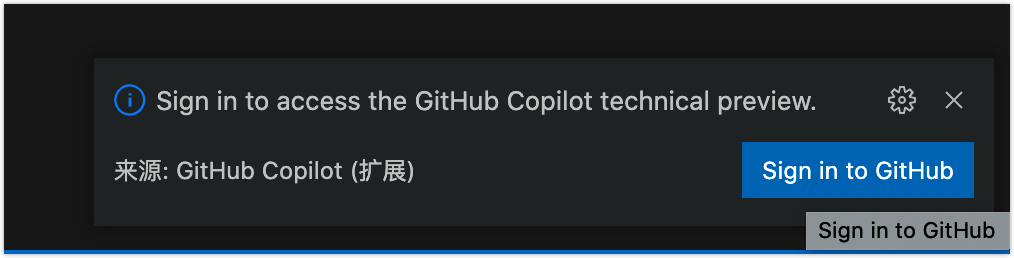 Sign in to access the GitHub Copilot technical preview.
来源: GitHub Copilot (扩展)
Sign in to GitHub
Sign in to GitHub